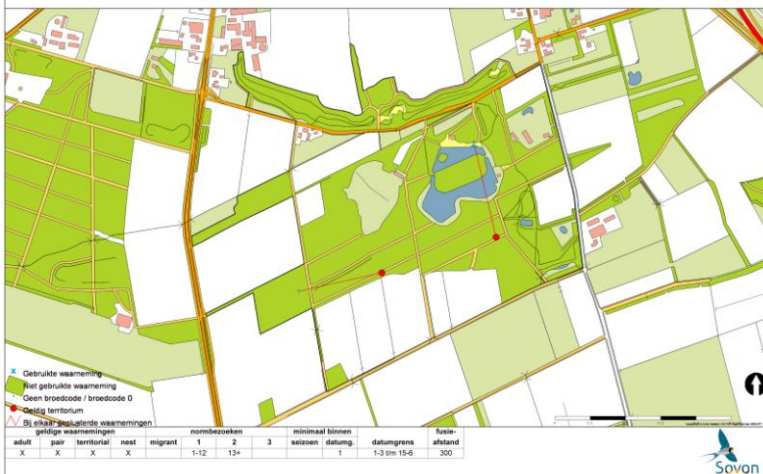 Gebruikte waarneming
Niet gebruikte waarneming
Geen broedcode / broedcode 0
Geldig territorium
Bij elkaar geclusterde waarnemingen
geldige waarnemingen normbezoeken minimaal binnen fusie-
adult pair territorial nest migrant 1 2 3 seizoen datumg. datumgrens afstand
X X X X 1-12 13+ 1 1-3 t/m 15-6 300
Sovon